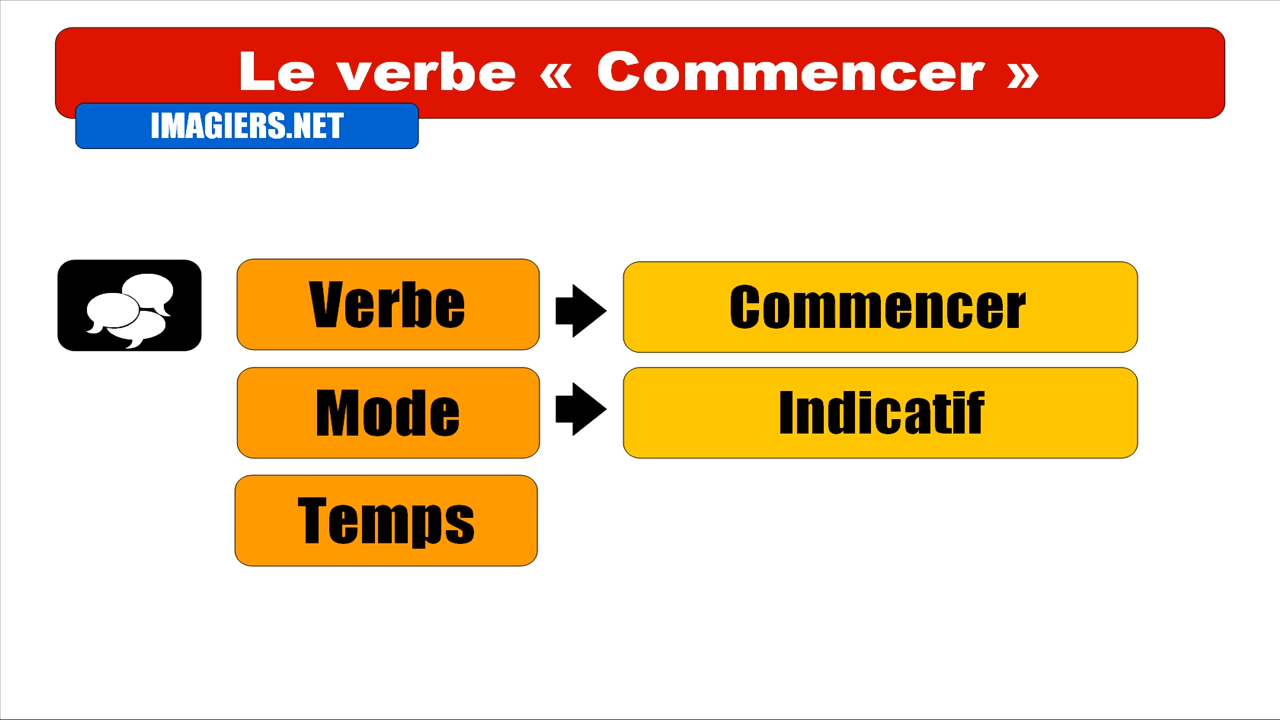 Le verbe « Commencer »
IMAGIERS.NET
Verbe Commencer
Mode Indicatif
Temps